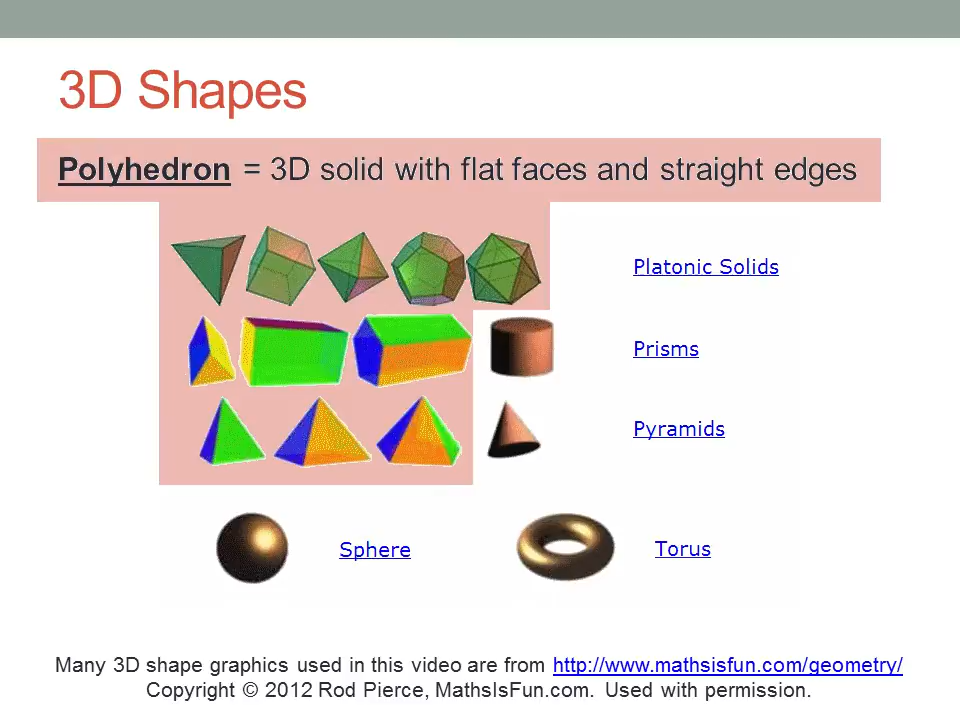 3D Shapes
Polyhedron = 3D solid with flat faces and straight edges
Platonic Solids
Prisms
Pyramids
Sphere
Torus
Many 3D shape graphics used in this video are from http://www.mathsisfun.com/geometry/
Copyright © 2012 Rod Pierce, MathsIsFun.com. Used with permission.